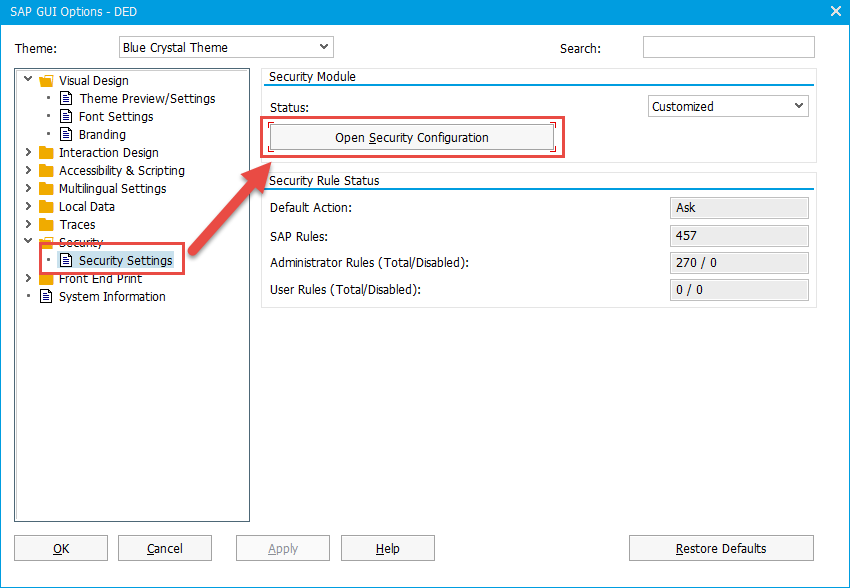 SAP GUI Options - DED
Theme:
Blue Crystal Theme
Search:
Visual Design
Theme Preview/Settings
Font Settings
Branding
Interaction Design
Accessibility & Scripting
Multilingual Settings
Local Data
Traces
Security
Security Settings
Front End Print
System Information
Security Module
Status:
Customized
Open Security Configuration
Security Rule Status
Default Action:
Ask
SAP Rules:
457
Administrator Rules (Total/Disabled):
270 / 0
User Rules (Total/Disabled):
0 / 0
OK
Cancel
Apply
Help
Restore Defaults